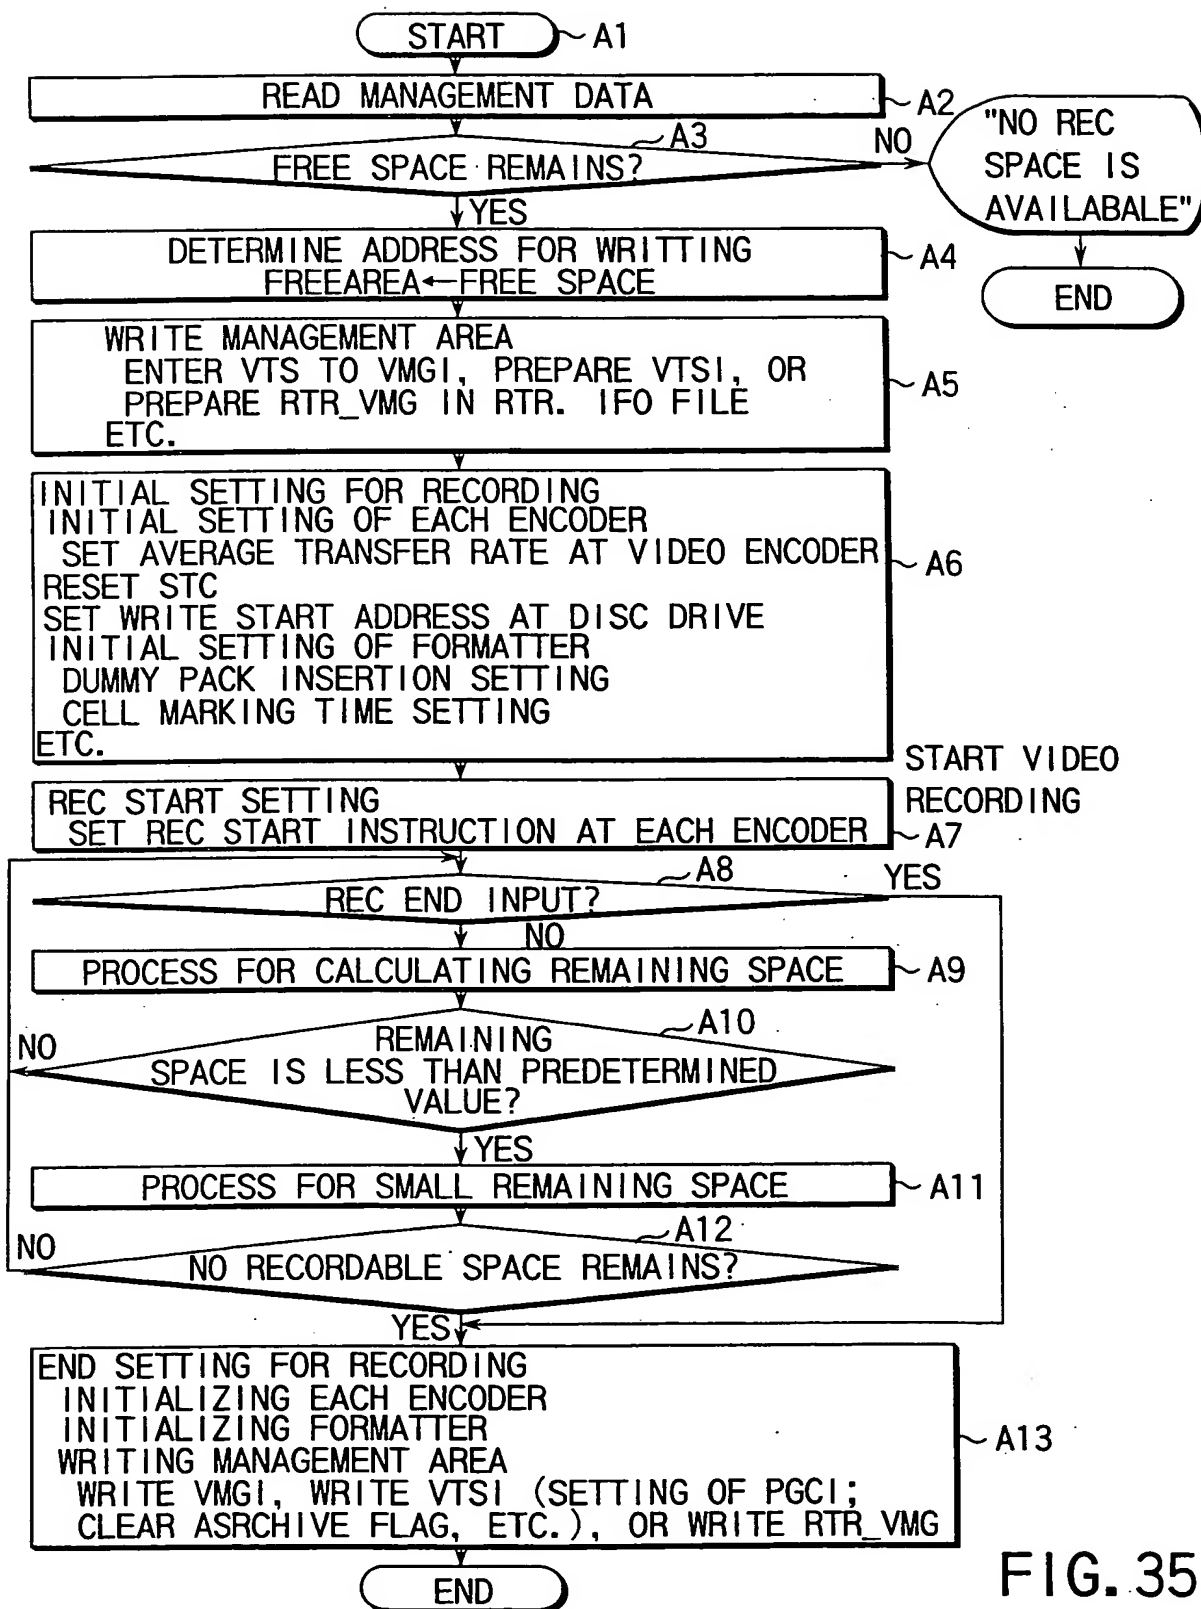 START
A1
READ MANAGEMENT DATA
A2
A3
FREE SPACE REMAINS?
NO
"NO REC
SPACE IS
AVAILABALE"
END
YES
DETERMINE ADDRESS FOR WRITTING
FREEAREA←FREE SPACE
A4
WRITE MANAGEMENT AREA
ENTER VTS TO VMGI, PREPARE VTSI, OR
PREPARE RTR_VMG IN RTR. IFO FILE
ETC.
A5
INITIAL SETTING FOR RECORDING
INITIAL SETTING OF EACH ENCODER
SET AVERAGE TRANSFER RATE AT VIDEO ENCODER
RESET STC
SET WRITE START ADDRESS AT DISC DRIVE
INITIAL SETTING OF FORMATTER
DUMMY PACK INSERTION SETTING
CELL MARKING TIME SETTING
ETC.
A6
START VIDEO
RECORDING
REC START SETTING
SET REC START INSTRUCTION AT EACH ENCODER
A7
A8
REC END INPUT?
YES
NO
PROCESS FOR CALCULATING REMAINING SPACE
A9
A10
NO
REMAINING
SPACE IS LESS THAN PREDETERMINED
VALUE?
YES
PROCESS FOR SMALL REMAINING SPACE
A11
A12
NO
NO RECORDABLE SPACE REMAINS?
YES
END SETTING FOR RECORDING
INITIALIZING EACH ENCODER
INITIALIZING FORMATTER
WRITING MANAGEMENT AREA
WRITE VMGI, WRITE VTSI (SETTING OF PGCI;
CLEAR ASRCHIVE FLAG, ETC.), OR WRITE RTR_VMG
A13
END
FIG. 35